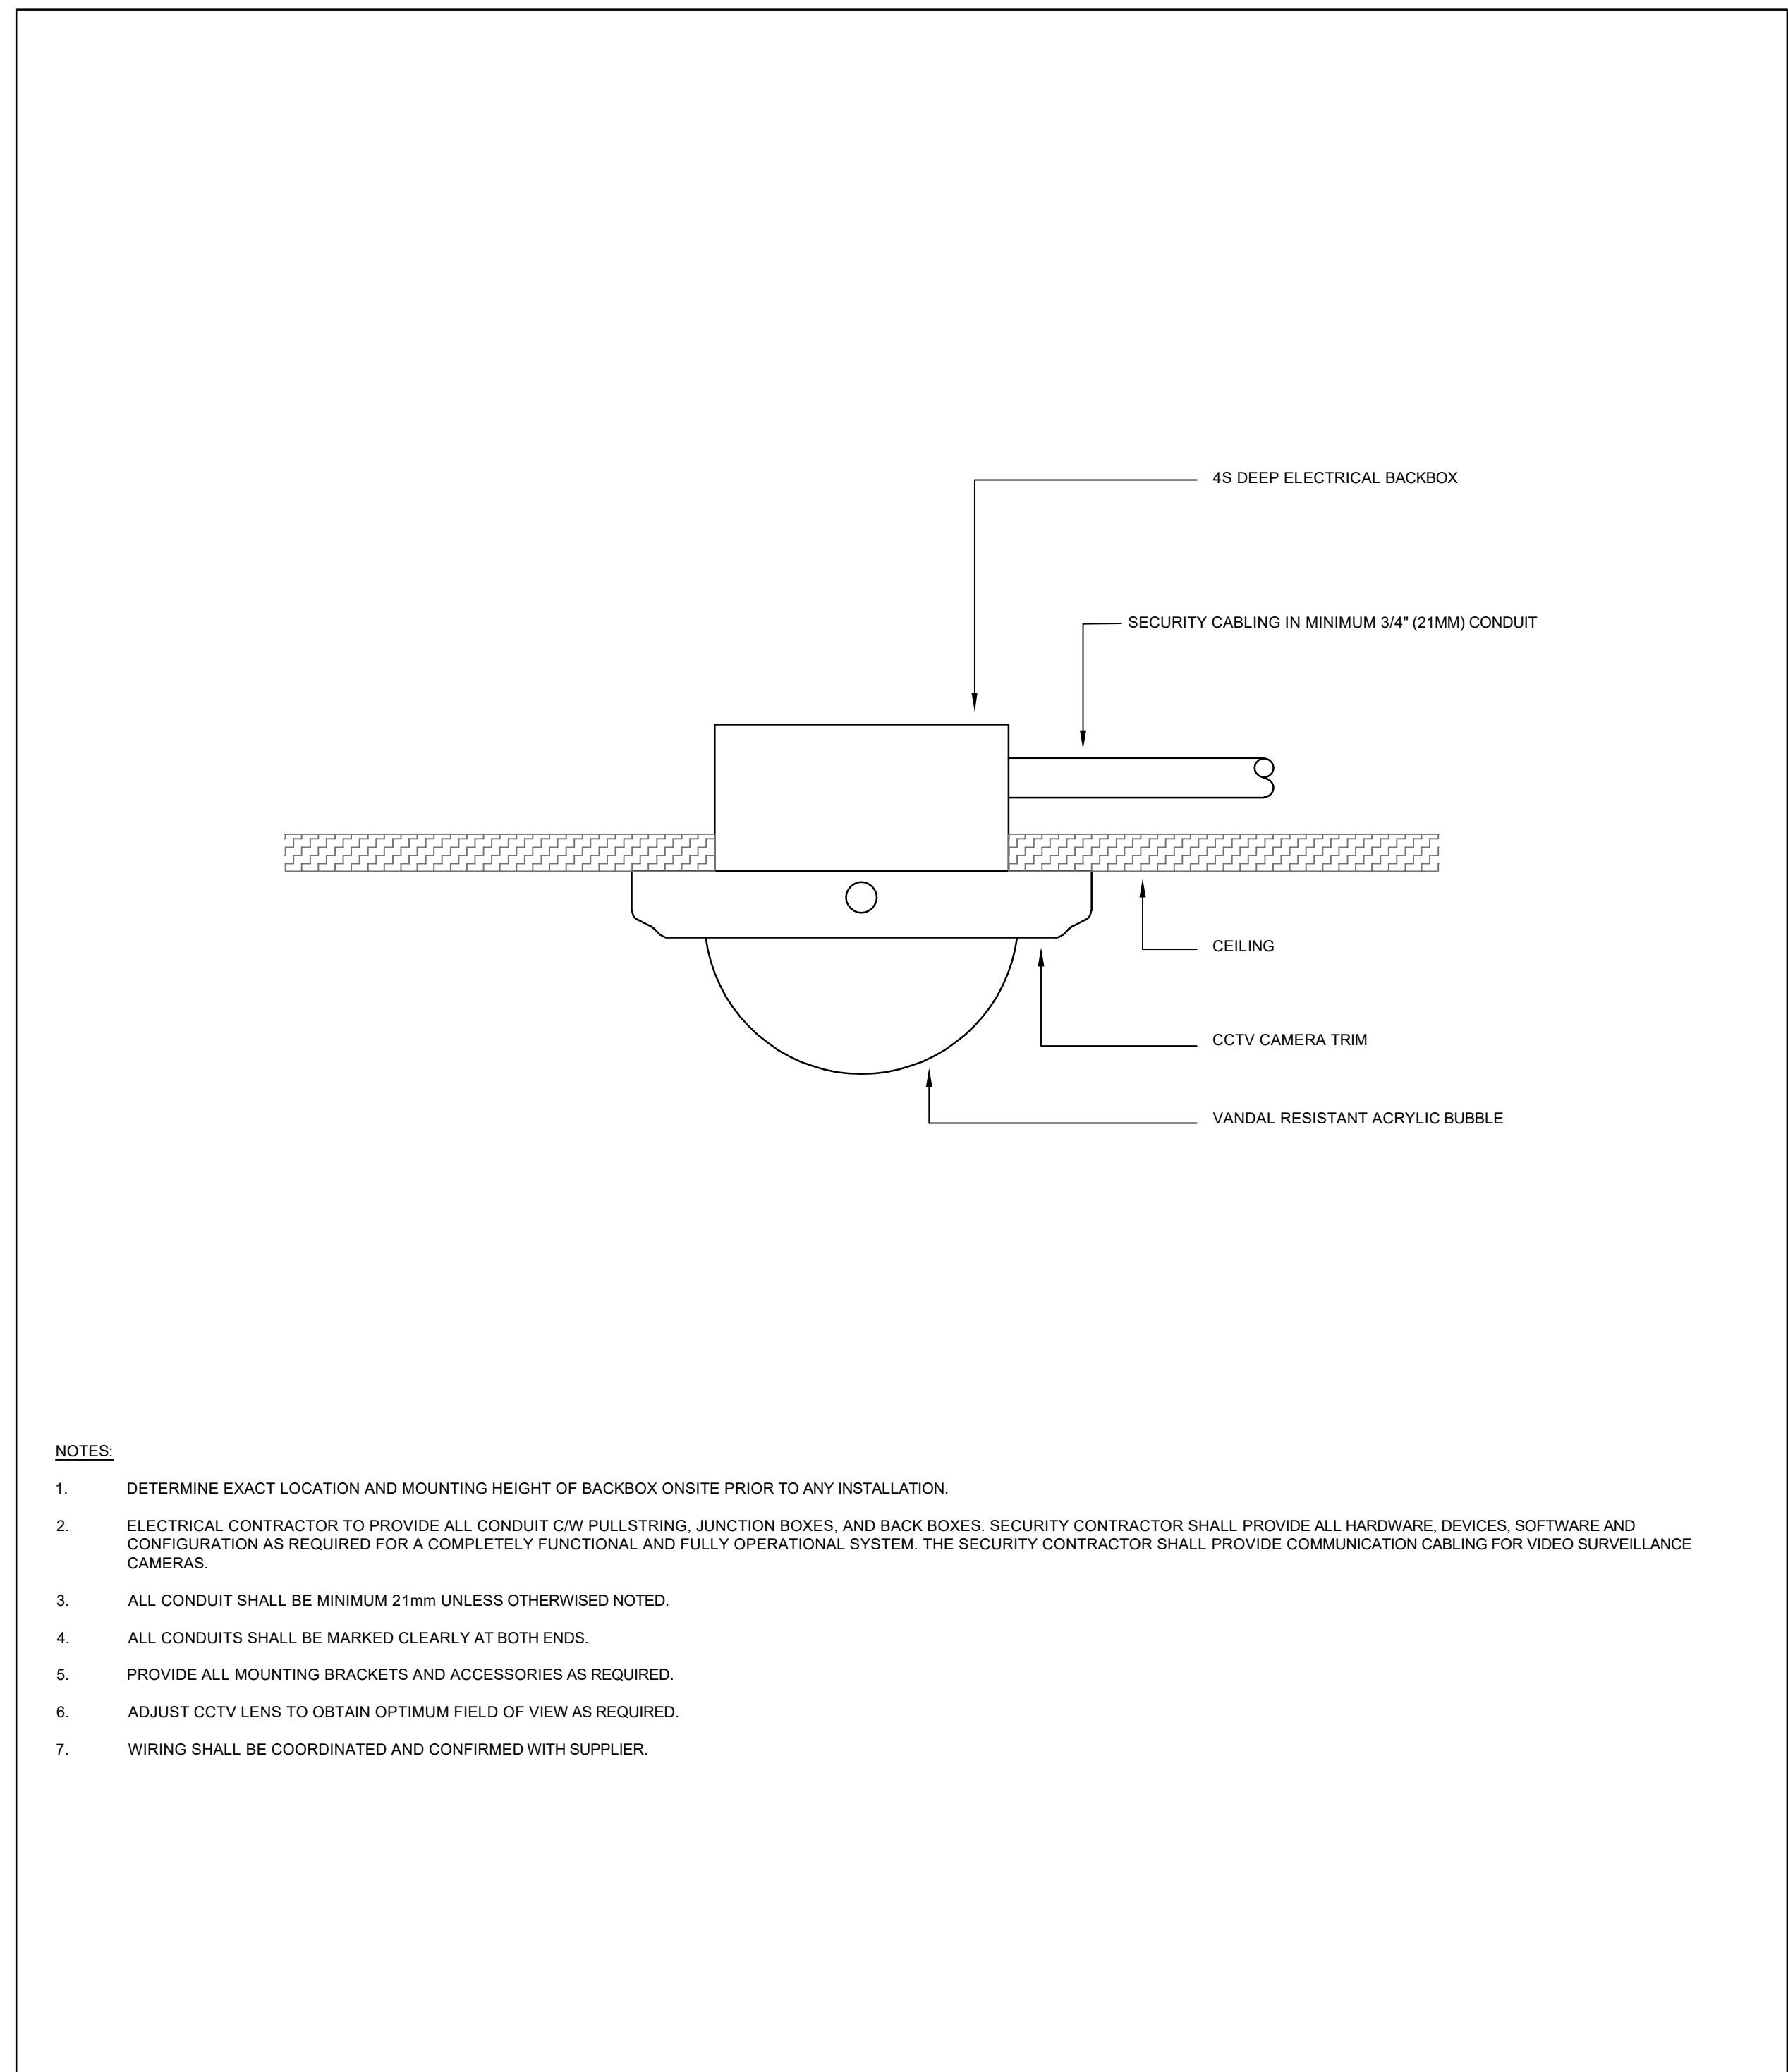 4S DEEP ELECTRICAL BACKBOX
SECURITY CABLING IN MINIMUM 3/4" (21MM) CONDUIT
CEILING
CCTV CAMERA TRIM
VANDAL RESISTANT ACRYLIC BUBBLE
NOTES:
1. DETERMINE EXACT LOCATION AND MOUNTING HEIGHT OF BACKBOX ONSITE PRIOR TO ANY INSTALLATION.
2. ELECTRICAL CONTRACTOR TO PROVIDE ALL CONDUIT C/W PULLSTRING, JUNCTION BOXES, AND BACK BOXES. SECURITY CONTRACTOR SHALL PROVIDE ALL HARDWARE, DEVICES, SOFTWARE AND
CONFIGURATION AS REQUIRED FOR A COMPLETELY FUNCTIONAL AND FULLY OPERATIONAL SYSTEM. THE SECURITY CONTRACTOR SHALL PROVIDE COMMUNICATION CABLING FOR VIDEO SURVEILLANCE
CAMERAS.
3. ALL CONDUIT SHALL BE MINIMUM 21mm UNLESS OTHERWISED NOTED.
4. ALL CONDUITS SHALL BE MARKED CLEARLY AT BOTH ENDS.
5. PROVIDE ALL MOUNTING BRACKETS AND ACCESSORIES AS REQUIRED.
6. ADJUST CCTV LENS TO OBTAIN OPTIMUM FIELD OF VIEW AS REQUIRED.
7. WIRING SHALL BE COORDINATED AND CONFIRMED WITH SUPPLIER.